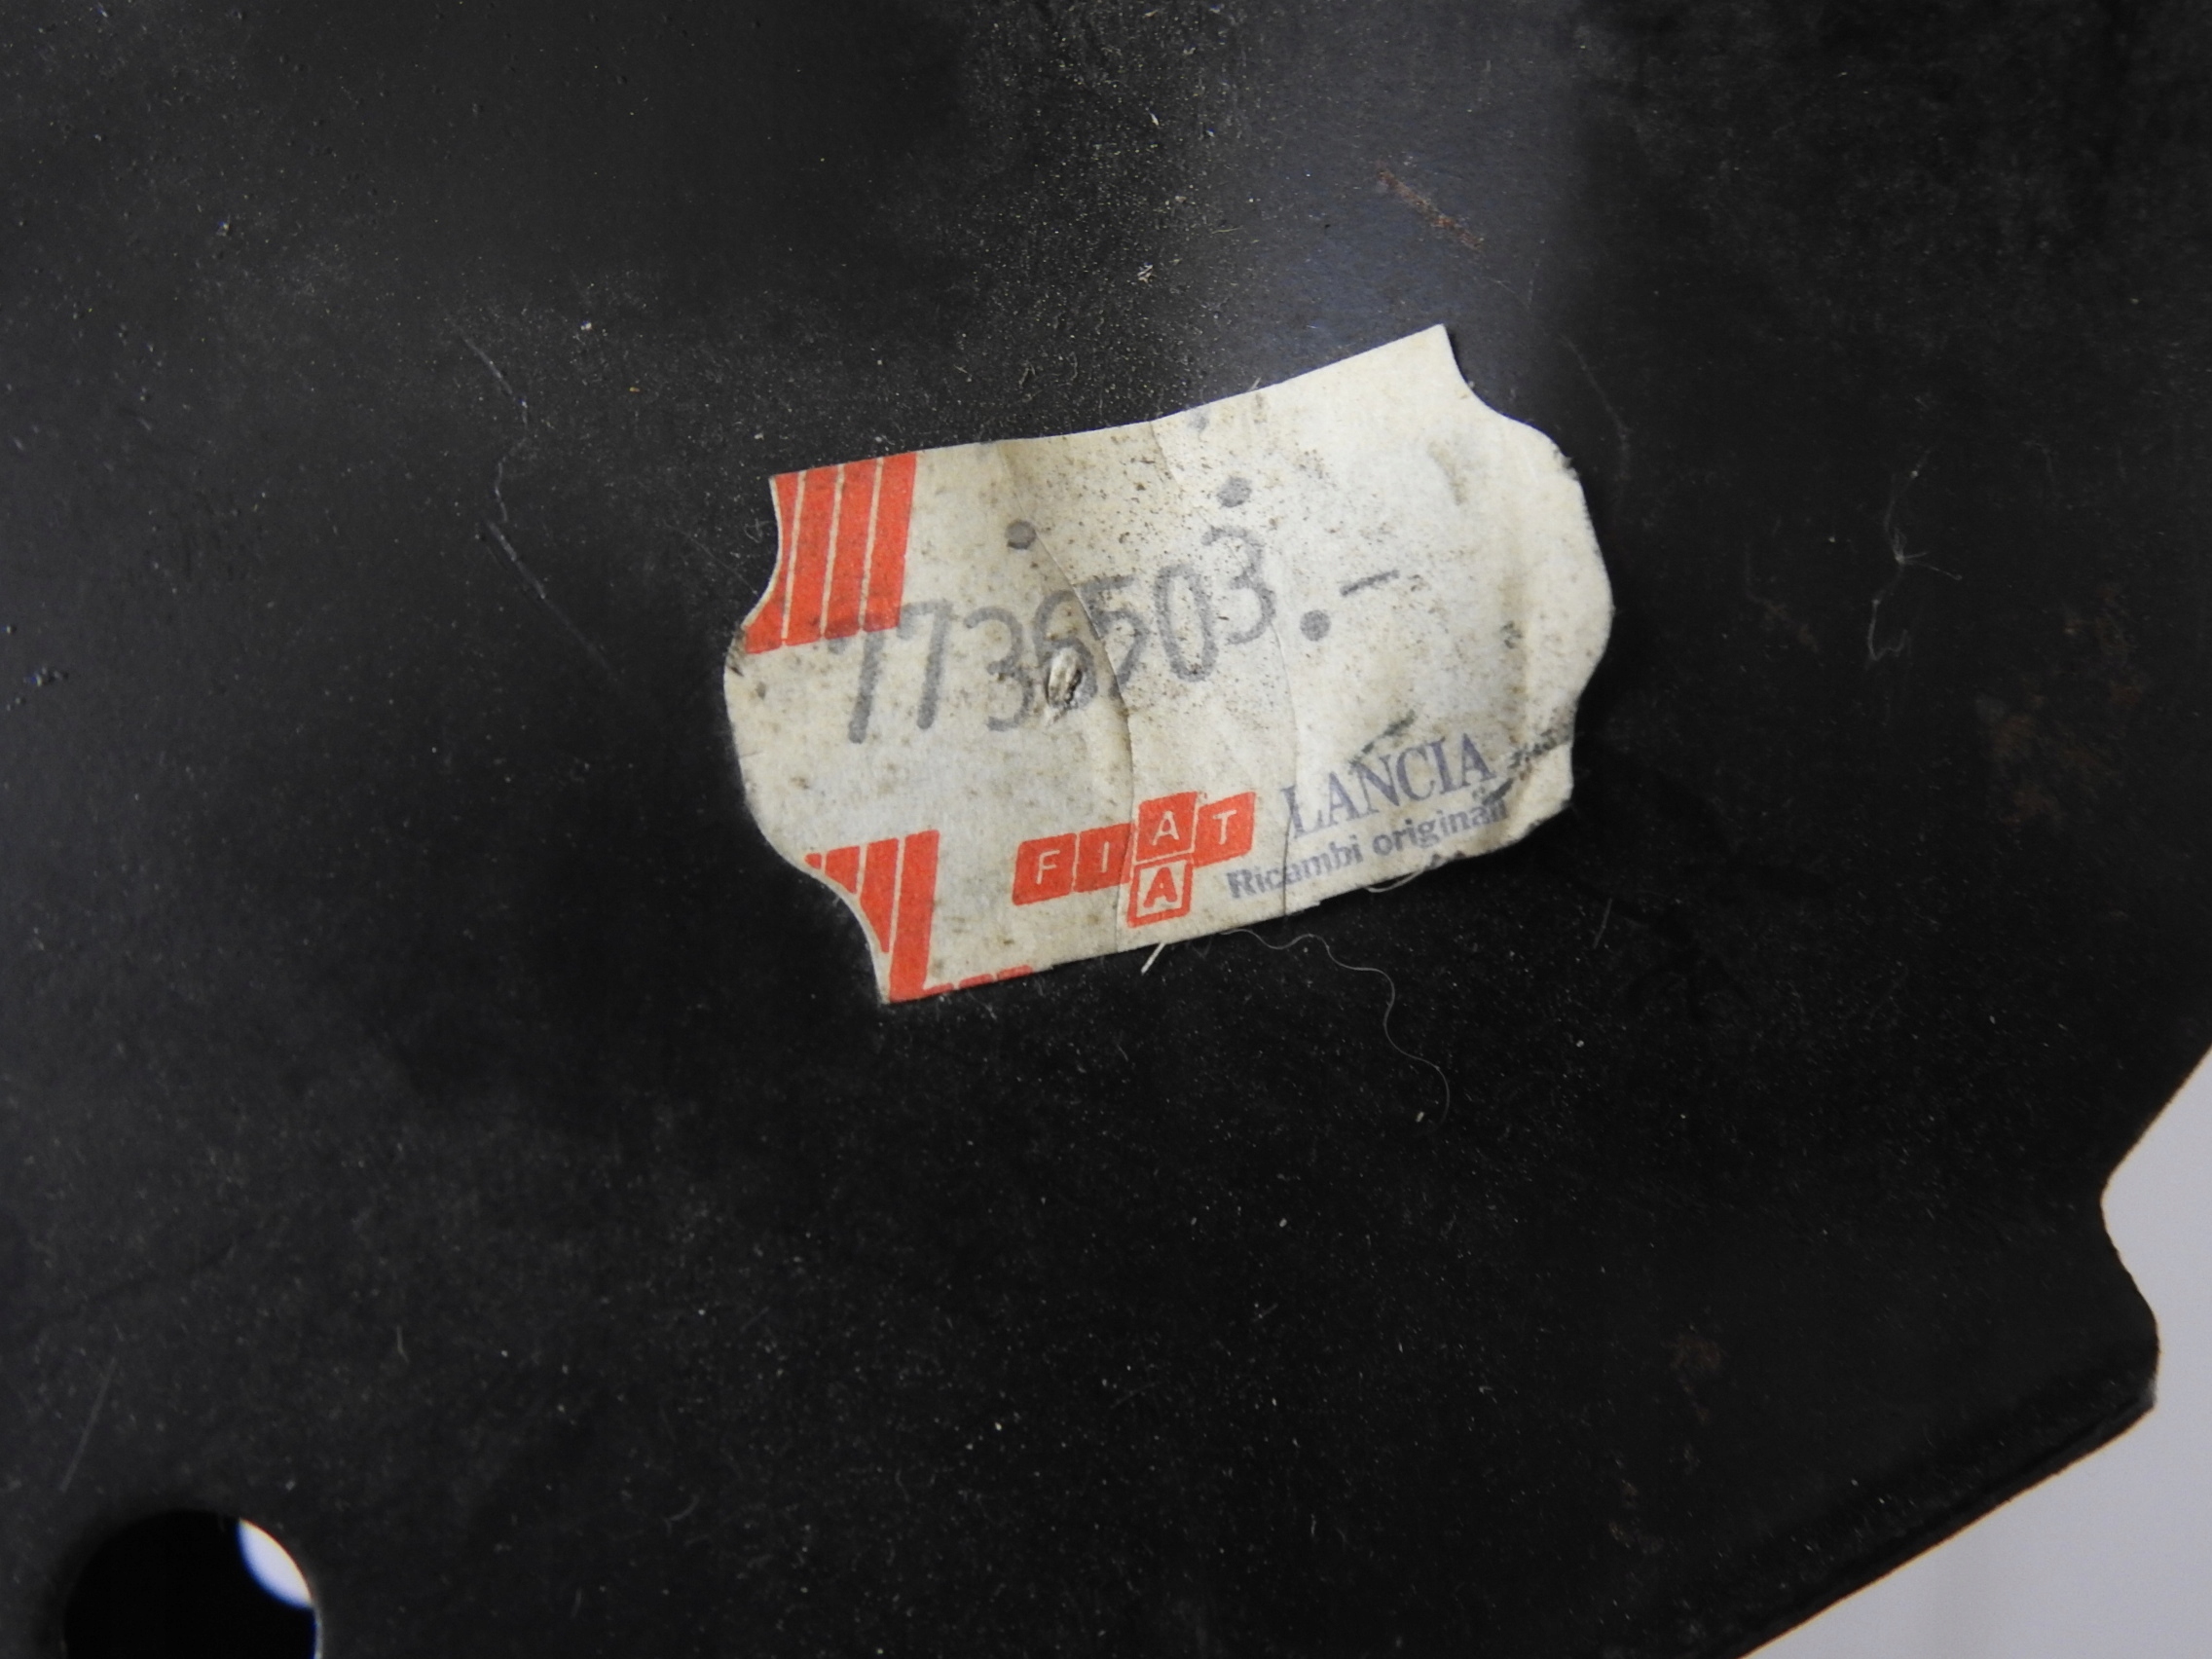 7736503.-
FIAT LANCIA
A Ricambi originali